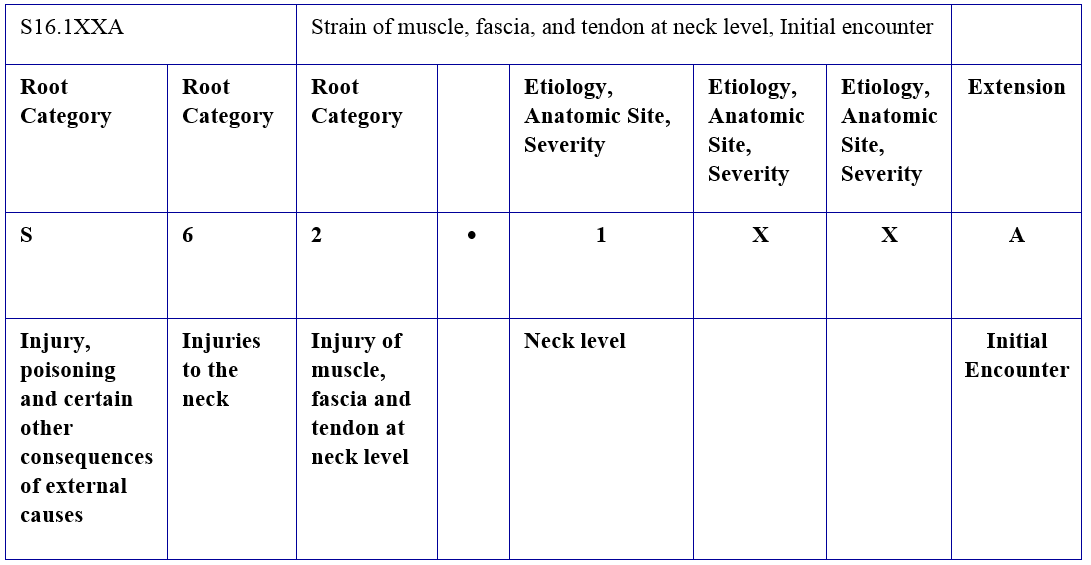 S16.1XXA
Strain of muscle, fascia, and tendon at neck level, Initial encounter
Root
Category
Root
Category
Root
Category
Etiology,
Anatomic Site,
Severity
Etiology,
Anatomic
Site,
Severity
Etiology,
Anatomic
Site,
Severity
Extension
S
6
2
•
1
X
X
A
Injury,
poisoning
and certain
other
consequences
of external
causes
Injuries
to the
neck
Injury of
muscle,
fascia and
tendon at
neck level
Neck level
Initial
Encounter